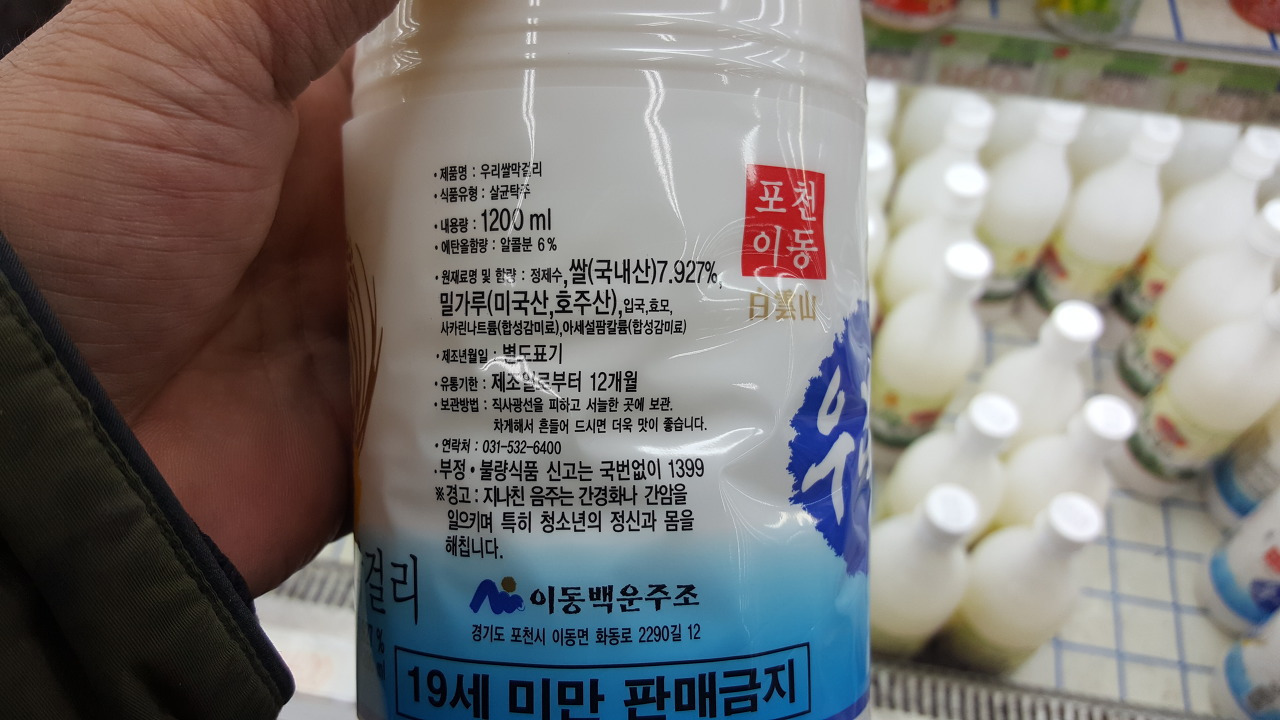 · 제품명 : 우리쌀막걸리
· 식품유형 : 살균탁주
· 내용량 : 1200 ml
· 에탄올함량 : 알콜분 6%
· 원재료명 및 함량 : 정제수, 쌀(국내산)7.927%,
밀가루(미국산,호주산), 입국,효모,
사카린나트륨(합성감미료),아세설팜칼륨(합성감미료)
· 제조년월일 : 별도표기
· 유통기한 : 제조일로부터 12개월
· 보관방법 : 직사광선을 피하고 서늘한 곳에 보관.
차게해서 흔들어 드시면 더욱 맛이 좋습니다.
· 연락처 : 031-532-6400
· 부정 · 불량식품 신고는 국번없이 1399
※경고 : 지나친 음주는 간경화나 간암을
일으키며 특히 청소년의 정신과 몸을
해칩니다.
이동백운주조
경기도 포천시 이동면 화동로 2290길 12
19세 미만 판매금지
포천
이동
白雲山
우
걸리
7%